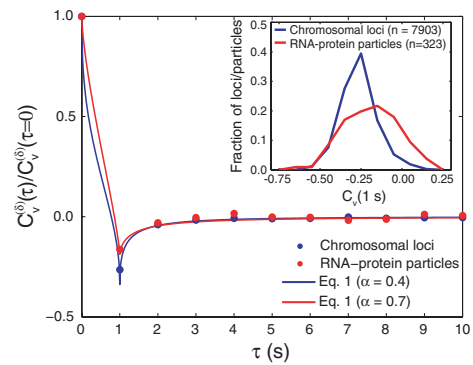 1.0
0.5
0.0
−0.5
C_v^(δ)(τ)/C_v^(δ)(τ=0)
0 1 2 3 4 5 6 7 8 9 10
τ (s)
Chromosomal loci
RNA−protein particles
Eq. 1 (α = 0.4)
Eq. 1 (α = 0.7)
0.5
0.4
0.3
0.2
0.1
0.0
Fraction of loci/particles
Chromosomal loci (n = 7903)
RNA-protein particles (n=323)
-0.75 -0.50 -0.25 0.00 0.25
C_v(1 s)